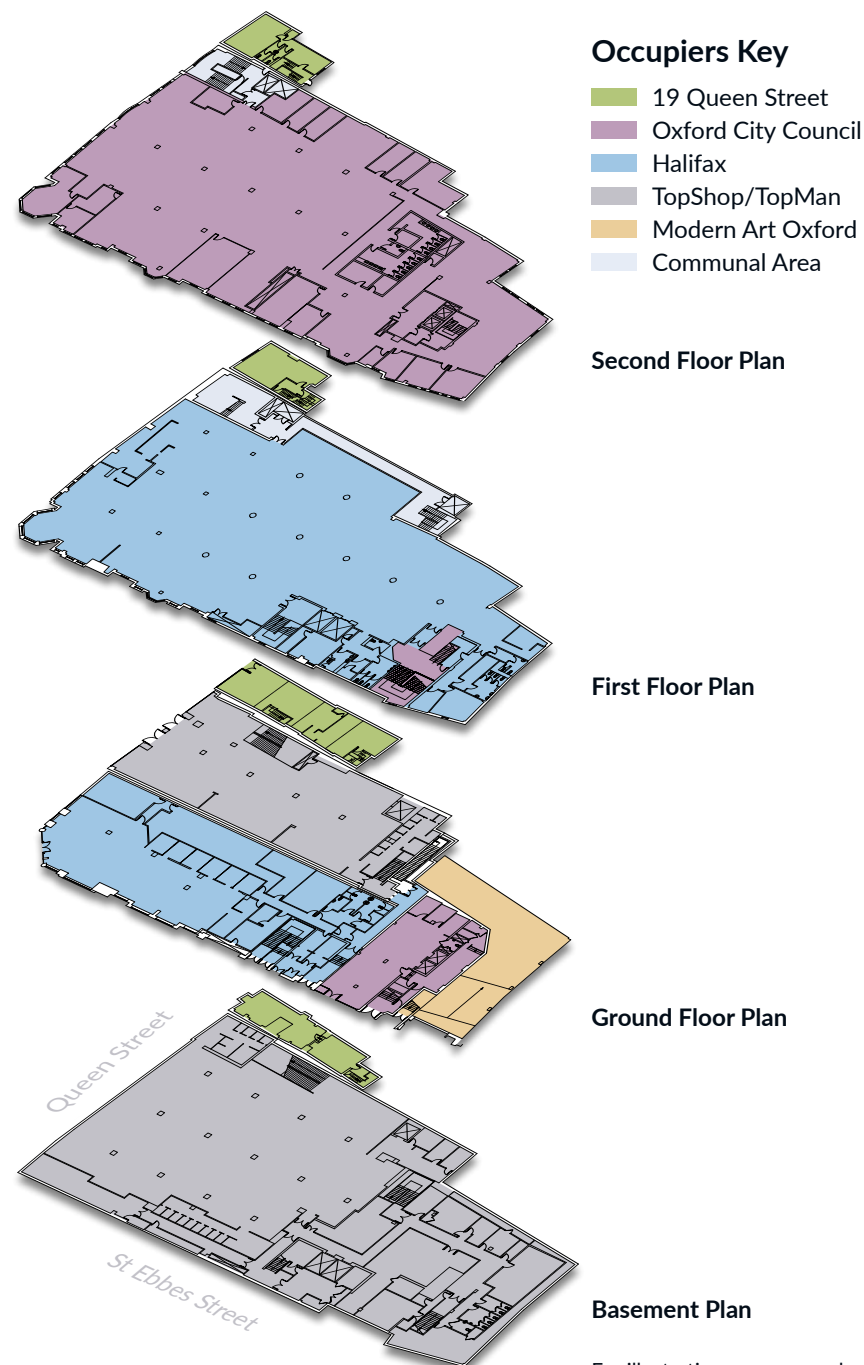 Occupiers Key
19 Queen Street
Oxford City Council
Halifax
TopShop/TopMan
Modern Art Oxford
Communal Area
Second Floor Plan
First Floor Plan
Ground Floor Plan
Queen Street
St Ebbes Street
Basement Plan